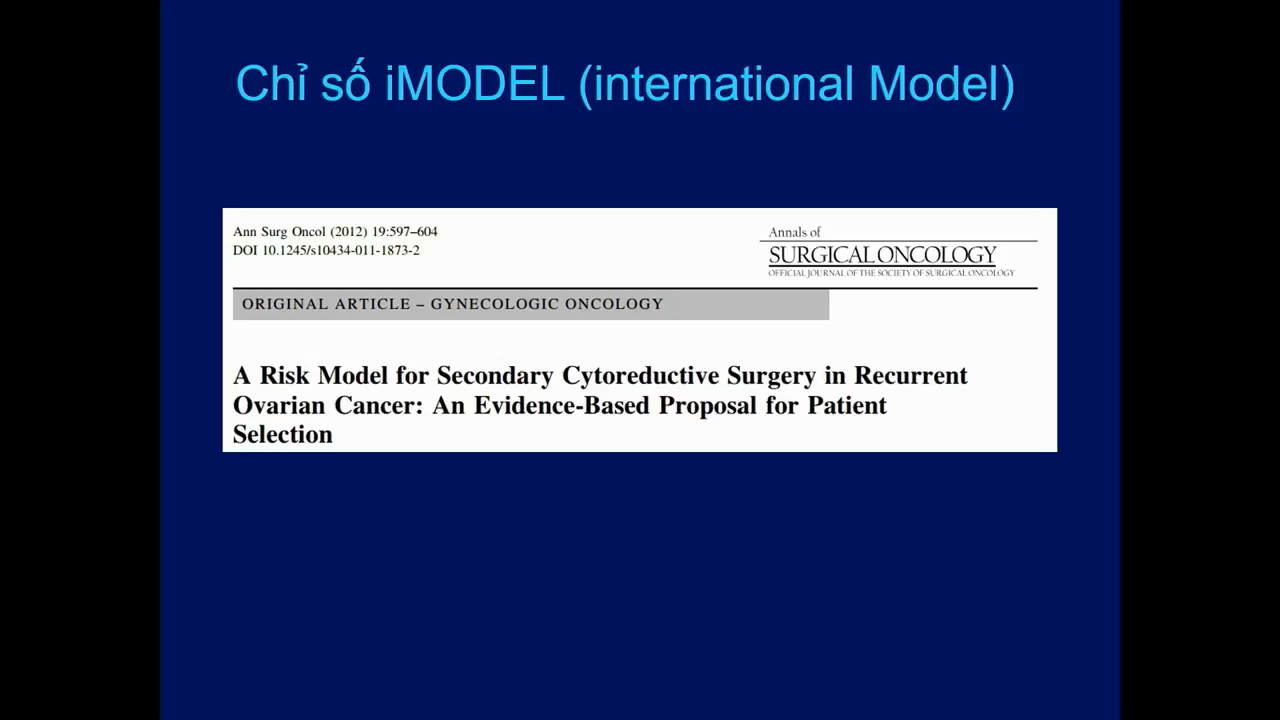 Chỉ số iMODEL (international Model)
Ann Surg Oncol (2012) 19:597–604
DOI 10.1245/s10434-011-1873-2
Annals of
SURGICAL ONCOLOGY
OFFICIAL JOURNAL OF THE SOCIETY OF SURGICAL ONCOLOGY
ORIGINAL ARTICLE – GYNECOLOGIC ONCOLOGY
A Risk Model for Secondary Cytoreductive Surgery in Recurrent
Ovarian Cancer: An Evidence-Based Proposal for Patient
Selection